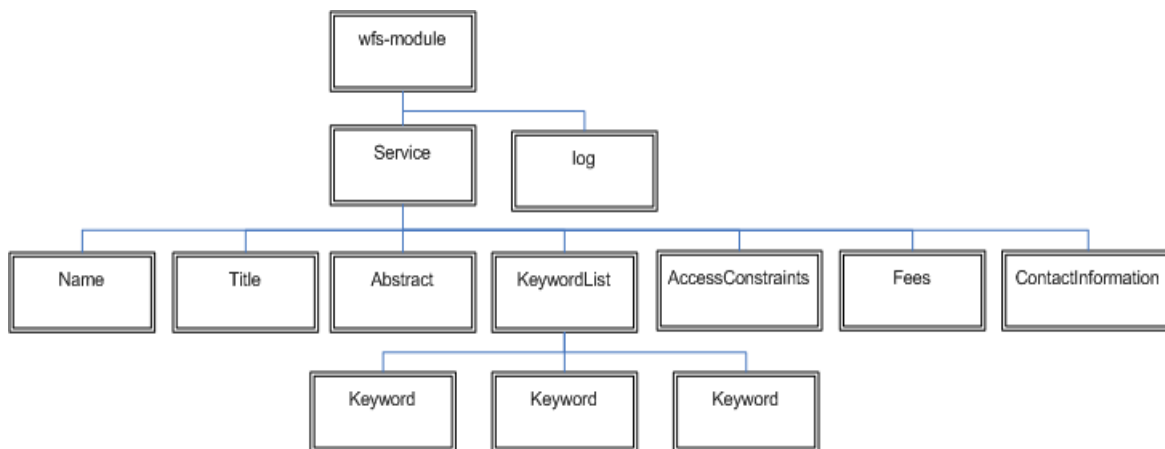 wfs-module
Service
log
Name
Title
Abstract
KeywordList
AccessConstraints
Fees
ContactInformation
Keyword
Keyword
Keyword